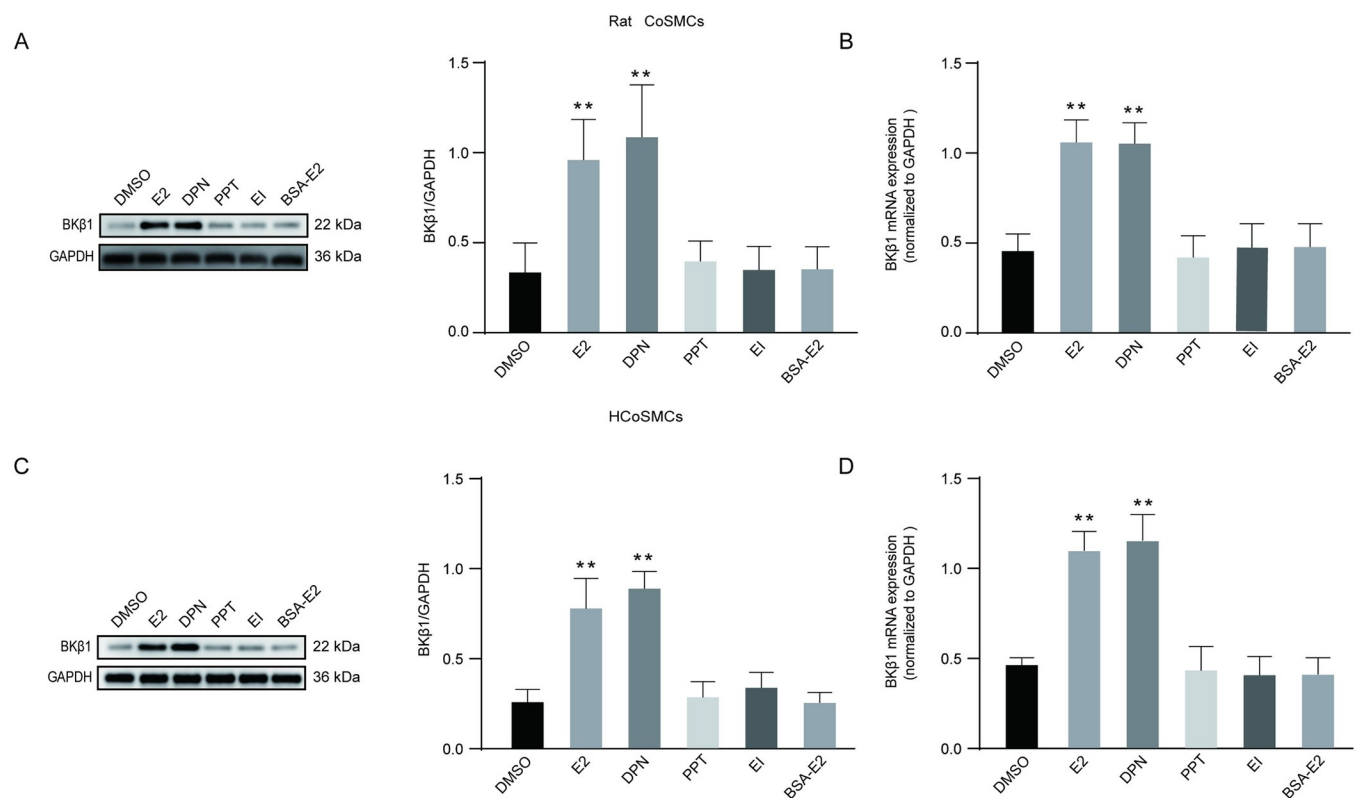 Rat CoSMCs
A
B
DMSO
E2
DPN
PPT
EI
BSA-E2
BKβ1
22 kDa
GAPDH
36 kDa
BKβ1/GAPDH
1.5
1.0
0.5
0.0
**
**
DMSO
E2
DPN
PPT
EI
BSA-E2
BKβ1 mRNA expression
(normalized to GAPDH )
1.5
1.0
0.5
0.0
**
**
DMSO
E2
DPN
PPT
EI
BSA-E2
HCoSMCs
C
D
DMSO
E2
DPN
PPT
EI
BSA-E2
BKβ1
22 kDa
GAPDH
36 kDa
BKβ1/GAPDH
1.5
1.0
0.5
0.0
**
**
DMSO
E2
DPN
PPT
EI
BSA-E2
BKβ1 mRNA expression
(normalized to GAPDH )
1.5
1.0
0.5
0.0
**
**
DMSO
E2
DPN
PPT
EI
BSA-E2